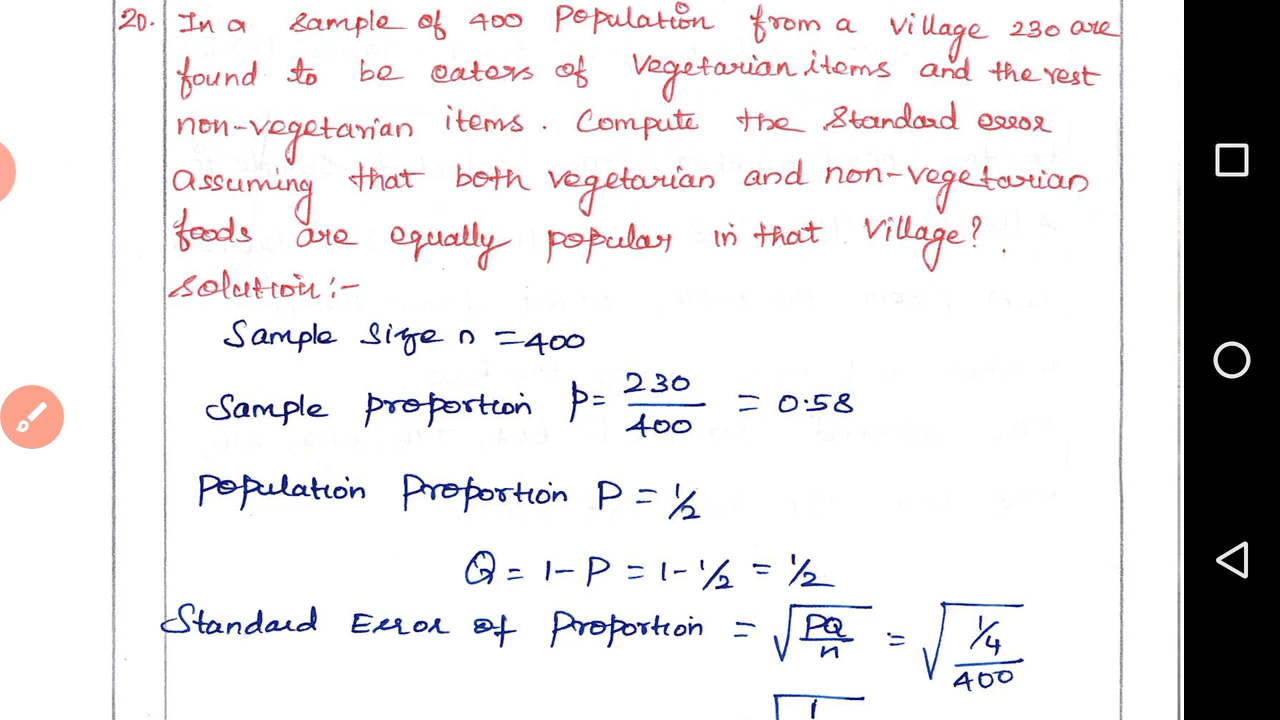 20. In a sample of 400 Population from a village 230 are
found to be eaters of vegetarian items and the rest
non-vegetarian items. Compute the Standard error
assuming that both vegetarian and non-vegetarian
foods are equally popular in that village?.
Solution:-
Sample Size n = 400
Sample proportion p = 230/400 = 0.58
Population Proportion P = 1/2
Q = 1 - P = 1 - 1/2 = 1/2
Standard Error of Proportion = √(PQ/n) = √((1/4)/400)
√1